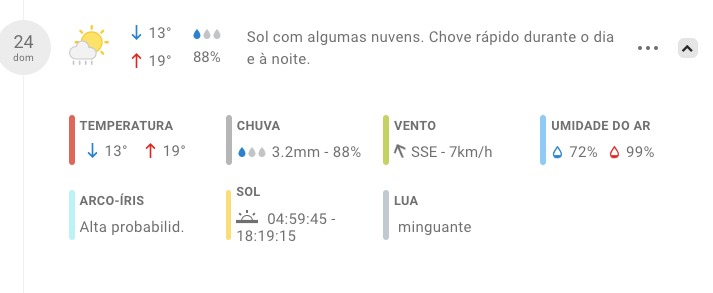 24
dom
13°
19°
88%
Sol com algumas nuvens. Chove rápido durante o dia
e à noite.
TEMPERATURA
13° 19°
CHUVA
3.2mm - 88%
VENTO
SSE - 7km/h
UMIDADE DO AR
72% 99%
ARCO-ÍRIS
Alta probabilid.
SOL
04:59:45 -
18:19:15
LUA
minguante